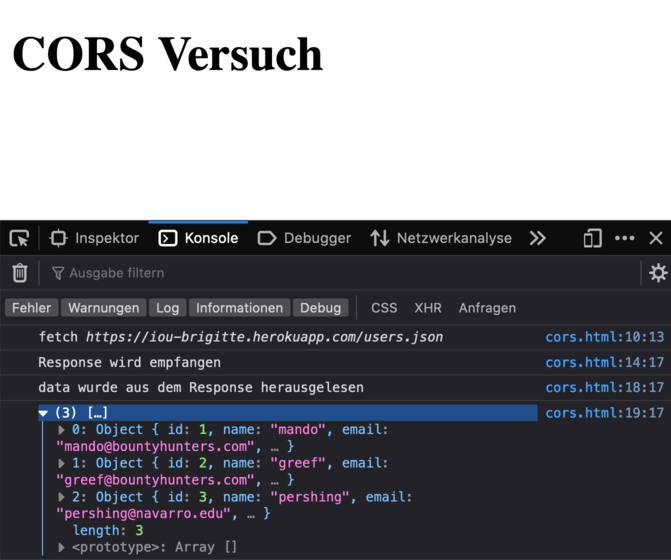 CORS Versuch
Inspektor Konsole Debugger Netzwerkanalyse
Ausgabe filtern
Fehler Warnungen Log Informationen Debug CSS XHR Anfragen
fetch https://iou-brigitte.herokuapp.com/users.json cors.html:10:13
Response wird empfangen cors.html:14:17
data wurde aus dem Response herausgelesen cors.html:18:17
(3) […] cors.html:19:17
0: Object { id: 1, name: "mando", email:
"mando@bountyhunters.com", … }
1: Object { id: 2, name: "greef", email:
"greef@bountyhunters.com", … }
2: Object { id: 3, name: "pershing", email:
"pershing@navarro.edu", … }
length: 3
<prototype>: Array []